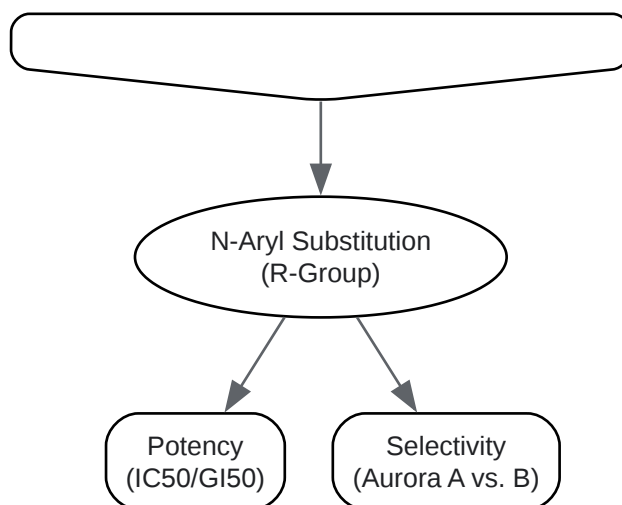 N-Aryl Substitution
(R-Group)
Potency
(IC50/GI50)
Selectivity
(Aurora A vs. B)